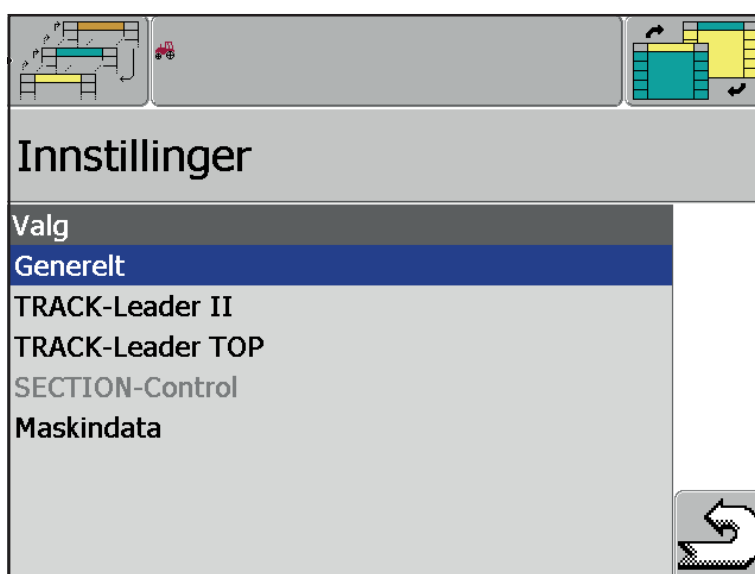 Innstillinger
Valg
Generelt
TRACK-Leader II
TRACK-Leader TOP
SECTION-Control
Maskindata